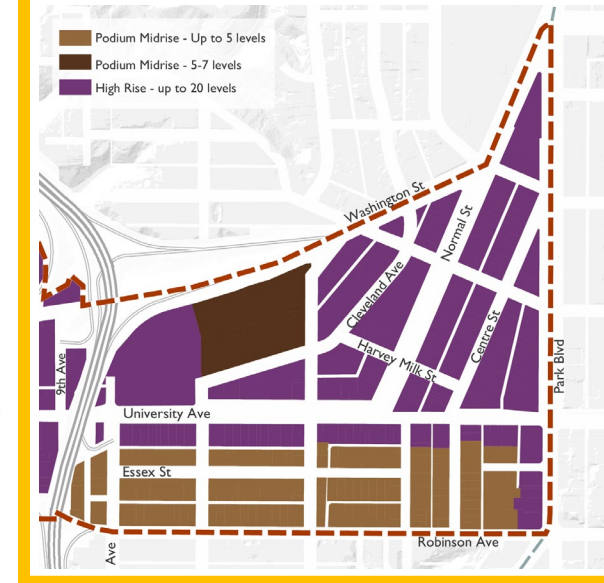 Podium Midrise - Up to 5 levels
Podium Midrise - 5-7 levels
High Rise - up to 20 levels
Washington St
Normal St
Cleveland Ave
Centre St
Harvey Milk St
Park Blvd
9th Ave
University Ave
Essex St
Robinson Ave
Ave